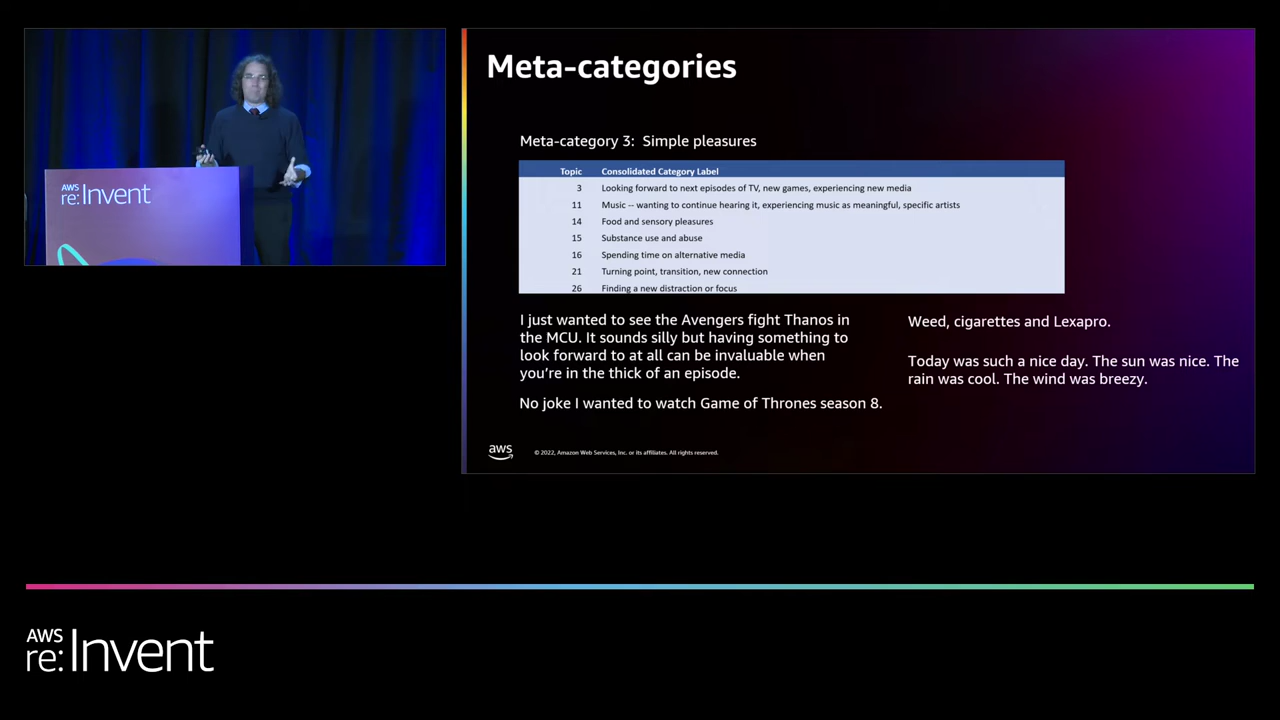 AWS
re:Invent
Meta-categories
Meta-category 3: Simple pleasures
Topic Consolidated Category Label
3 Looking forward to next episodes of TV, new games, experiencing new media
11 Music -- wanting to continue hearing it, experiencing music as meaningful, specific artists
14 Food and sensory pleasures
15 Substance use and abuse
16 Spending time on alternative media
21 Turning point, transition, new connection
26 Finding a new distraction or focus
I just wanted to see the Avengers fight Thanos in
the MCU. It sounds silly but having something to
look forward to at all can be invaluable when
you're in the thick of an episode.
No joke I wanted to watch Game of Thrones season 8.
Weed, cigarettes and Lexapro.
Today was such a nice day. The sun was nice. The
rain was cool. The wind was breezy.
aws
© 2022, Amazon Web Services, Inc. or its affiliates. All rights reserved.
AWS
re:Invent